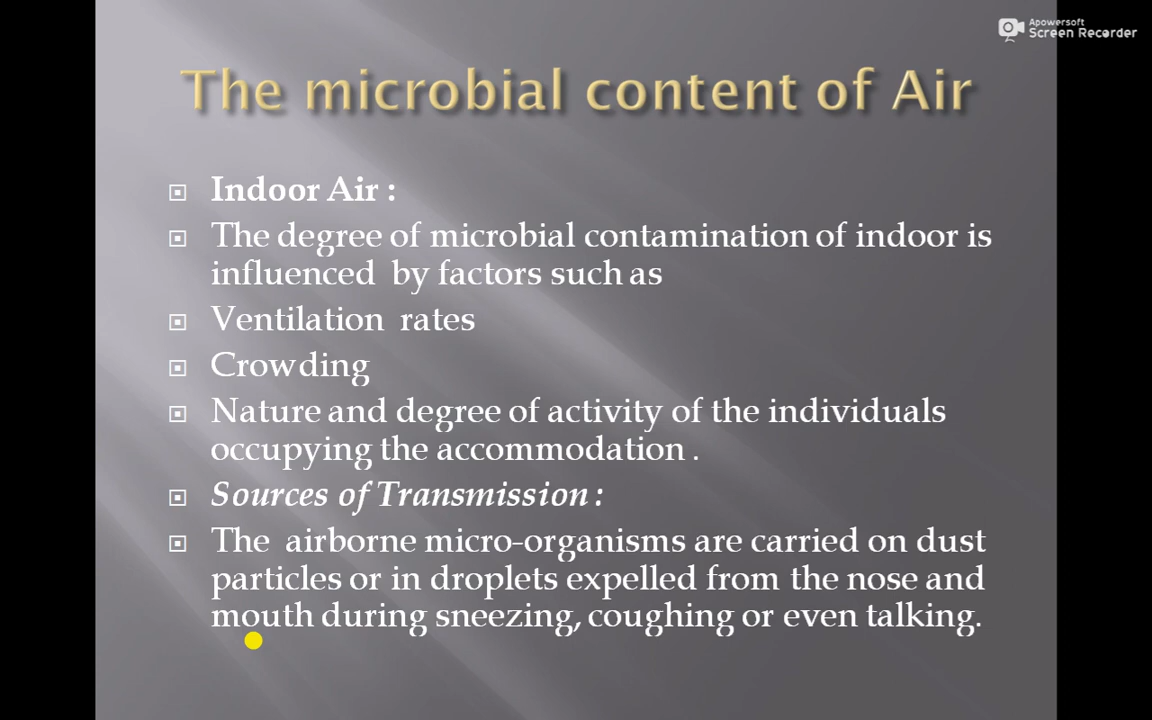 Apowersoft
Screen Recorder
The microbial content of Air
Indoor Air :
The degree of microbial contamination of indoor is
influenced by factors such as
Ventilation rates
Crowding
Nature and degree of activity of the individuals
occupying the accommodation .
Sources of Transmission :
The airborne micro-organisms are carried on dust
particles or in droplets expelled from the nose and
mouth during sneezing, coughing or even talking.